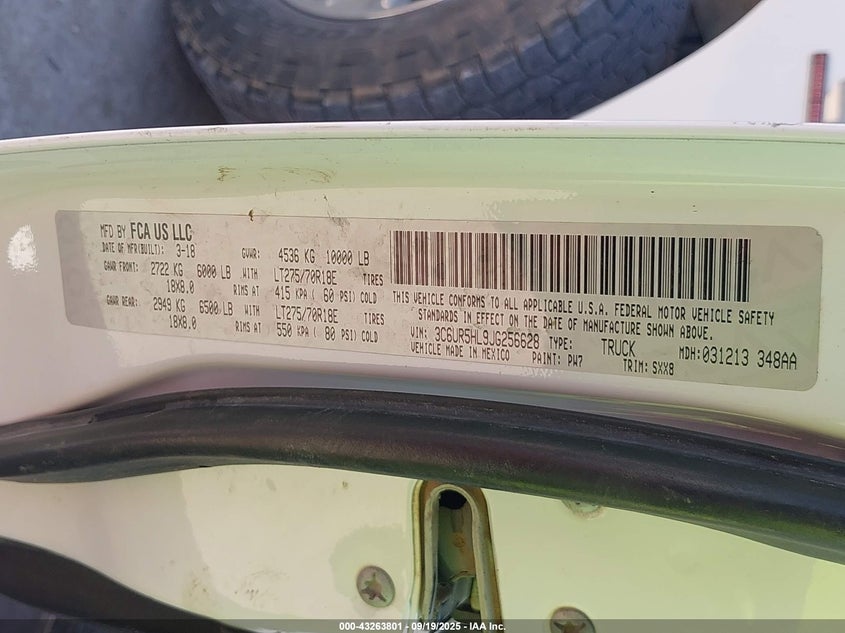 MFD BY FCA US LLC
DATE OF MFR(BUILT): 3-18 GVWR: 4536 KG 10000 LB
GAWR FRONT: 2722 KG 6000 LB WITH LT275/70R18E TIRES
18X8.0 RIMS AT 415 KPA ( 60 PSI) COLD
GAWR REAR: 2949 KG 6500 LB WITH LT275/70R18E TIRES
18X8.0 RIMS AT 550 KPA ( 80 PSI) COLD
THIS VEHICLE CONFORMS TO ALL APPLICABLE U.S.A. FEDERAL MOTOR VEHICLE SAFETY
STANDARDS IN EFFECT ON THE DATE OF MANUFACTURE SHOWN ABOVE.
VIN: 3C6UR5HL9JG256628 TYPE: TRUCK MDH: 031213 348AA
VEHICLE MADE IN MEXICO PAINT: PW7 TRIM: SXX8
000-43263801 - 09/19/2025 - IAA Inc.